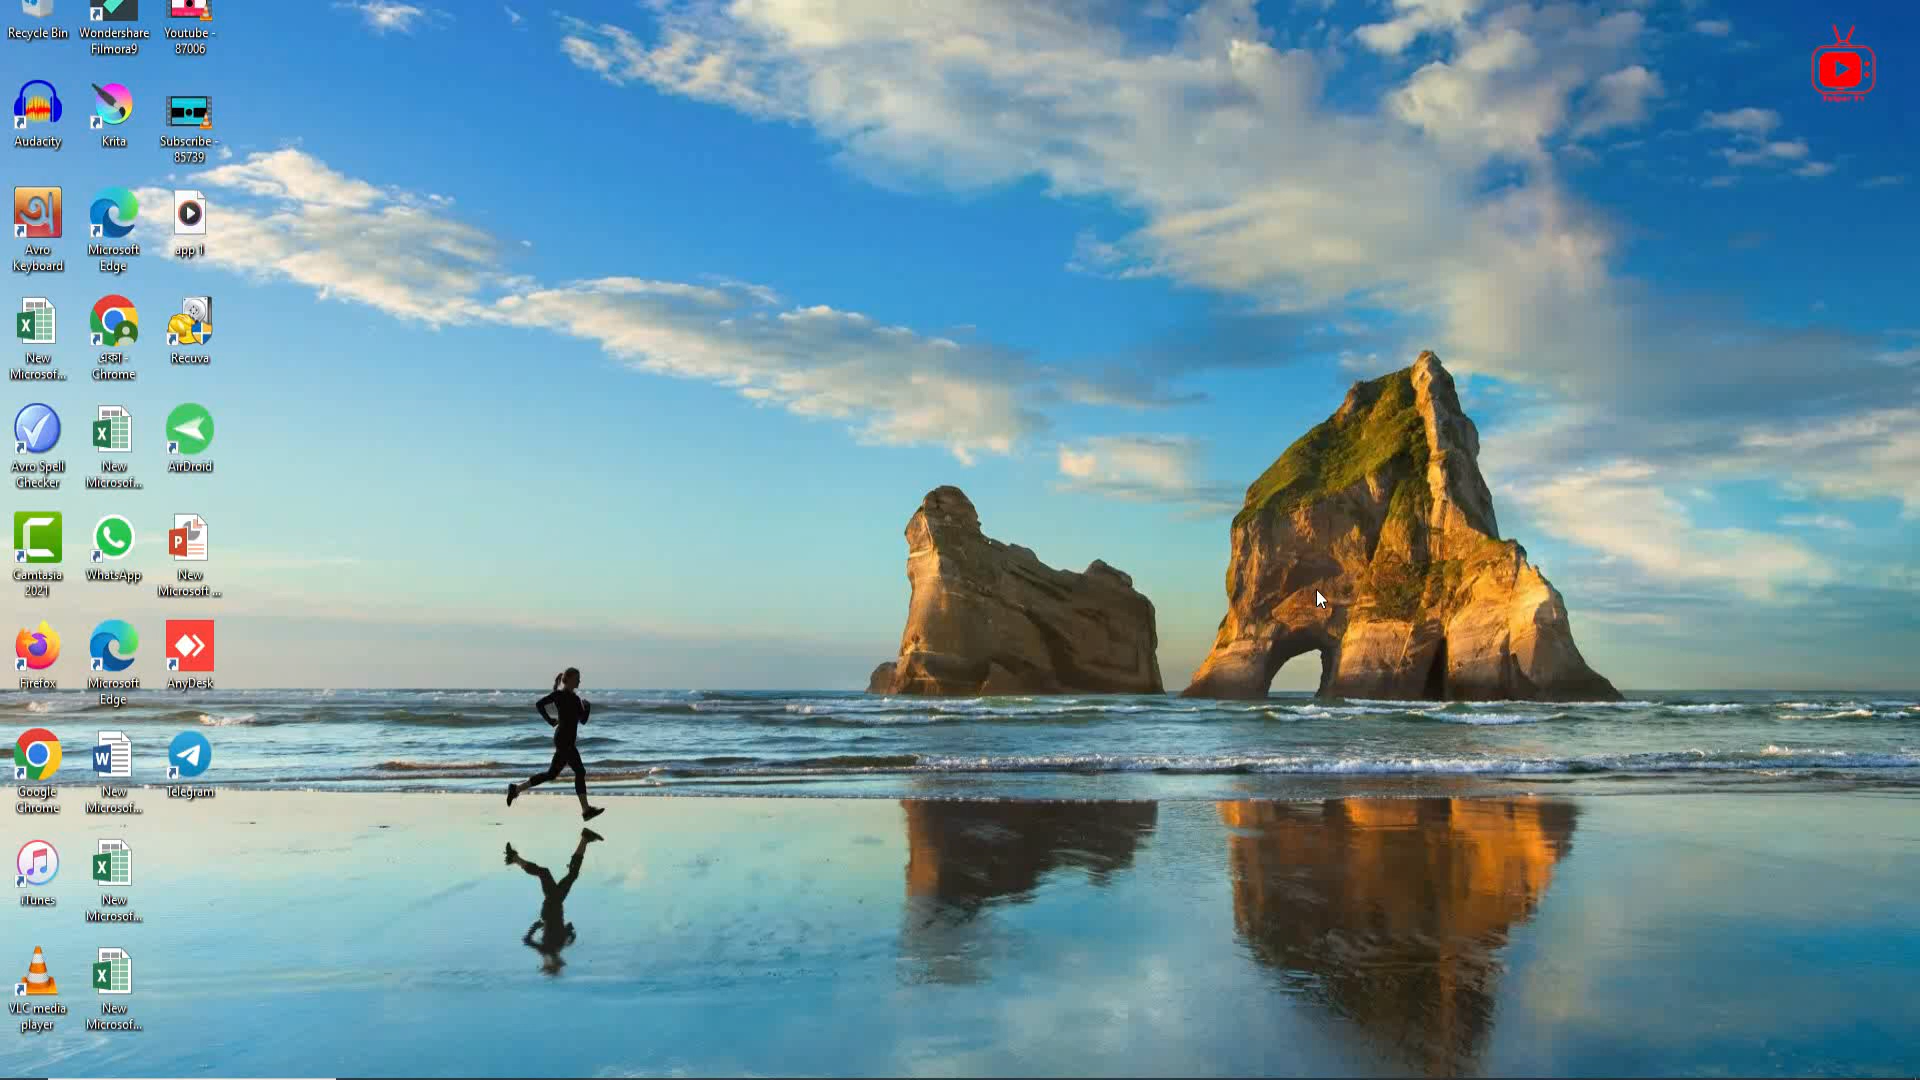 Recycle Bin
Wondershare
Filmora9
Youtube -
87006
Audacity
Krita
Subscribe -
85739
Avro
Keyboard
Microsoft
Edge
app 1
New
Microsof...
একা -
Chrome
Recuva
Avro Spell
Checker
New
Microsof...
AirDroid
Camtasia
2021
WhatsApp
New
Microsoft ...
Firefox
Microsoft
Edge
AnyDesk
Google
Chrome
New
Microsof...
Telegram
iTunes
New
Microsof...
VLC media
player
New
Microsof...